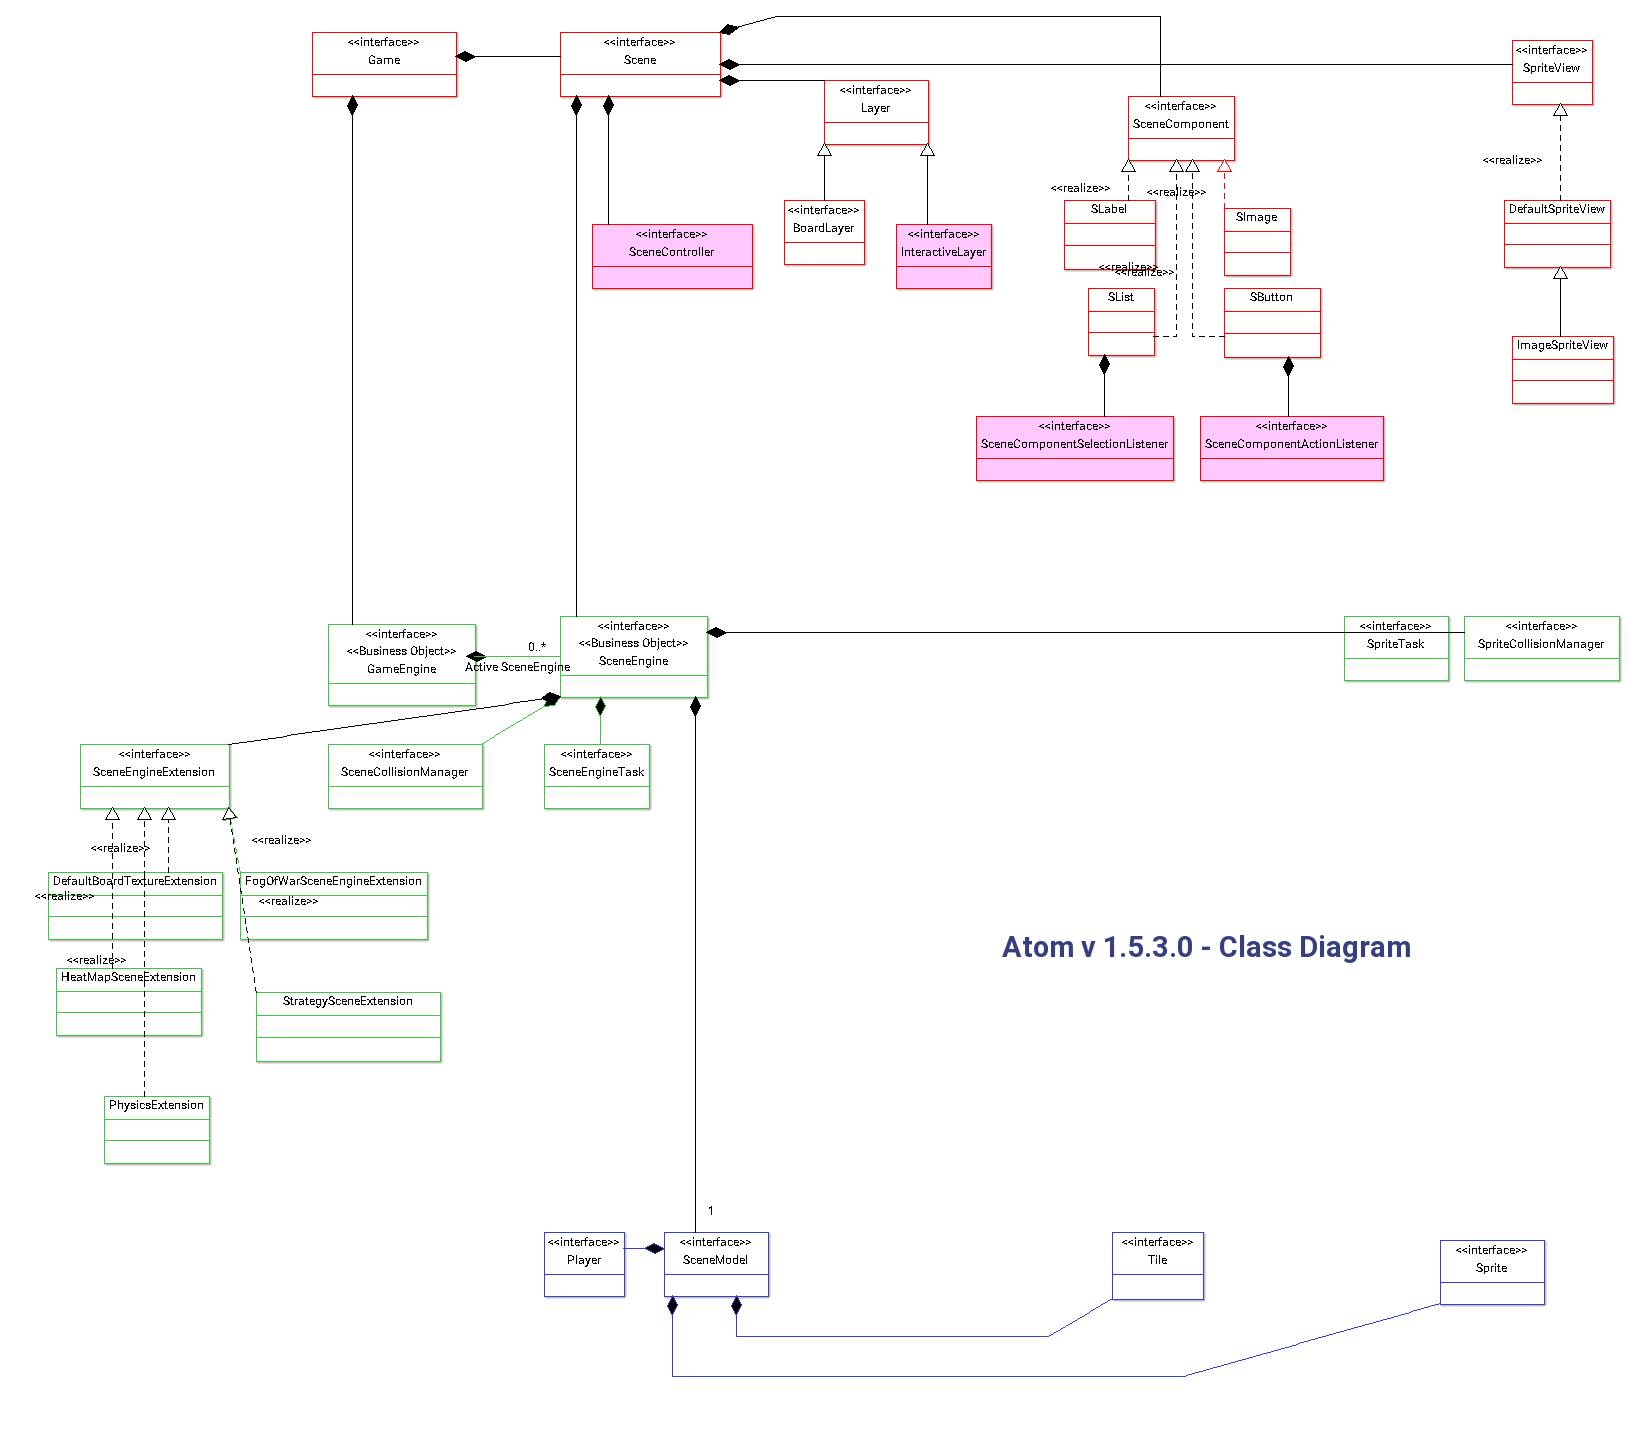 <<interface>>
Game
<<interface>>
Scene
<<interface>>
SpriteView
<<interface>>
Layer
<<interface>>
SceneComponent
<<realize>>
<<realize>>
<<realize>>
<<interface>>
BoardLayer
SLabel
SImage
DefaultSpriteView
<<interface>>
SceneController
<<interface>>
InteractiveLayer
<<realize>>
<<realize>>
SList
SButton
ImageSpriteView
<<interface>>
SceneComponentSelectionListener
<<interface>>
SceneComponentActionListener
<<interface>>
<<Business Object>>
GameEngine
0..*
Active SceneEngine
<<interface>>
<<Business Object>>
SceneEngine
<<interface>>
SpriteTask
<<interface>>
SpriteCollisionManager
<<interface>>
SceneEngineExtension
<<interface>>
SceneCollisionManager
<<interface>>
SceneEngineTask
<<realize>>
<<realize>>
DefaultBoardTextureExtension
FogOfWarSceneEngineExtension
<<realize>>
<<realize>>
Atom v 1.5.3.0 - Class Diagram
<<realize>>
HeatMapSceneExtension
StrategySceneExtension
PhysicsExtension
1
<<interface>>
Player
<<interface>>
SceneModel
<<interface>>
Tile
<<interface>>
Sprite